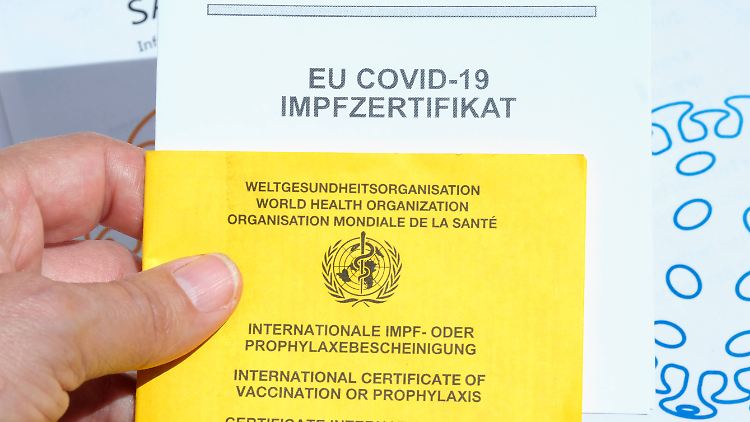 EU COVID-19
IMPFZERTIFIKAT
WELTGESUNDHEITSORGANISATION
WORLD HEALTH ORGANIZATION
ORGANISATION MONDIALE DE LA SANTÉ
INTERNATIONALE IMPF- ODER
PROPHYLAXEBESCHEINIGUNG
INTERNATIONAL CERTIFICATE OF
VACCINATION OR PROPHYLAXIS